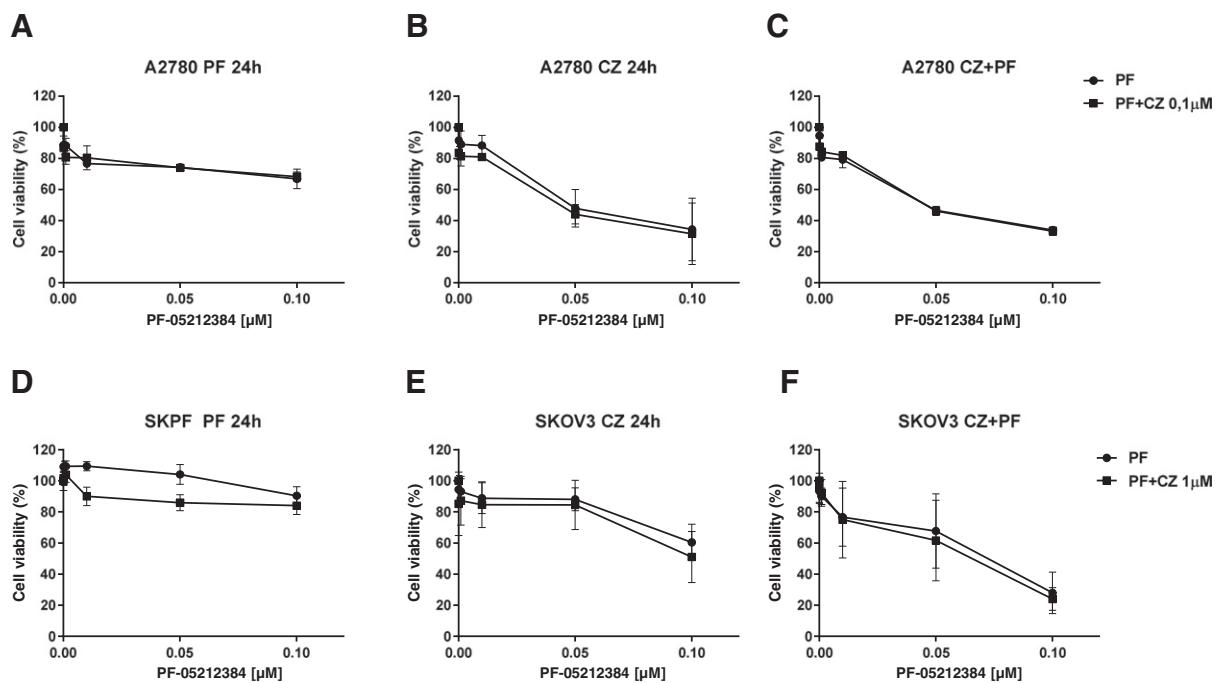 A
B
C
A2780 PF 24h
A2780 CZ 24h
A2780 CZ+PF
PF
PF+CZ 0,1µM
Cell viability (%)
120
100
80
60
40
20
0
0.00
0.05
0.10
PF-05212384 [µM]
Cell viability (%)
120
100
80
60
40
20
0
0.00
0.05
0.10
PF-05212384 [µM]
Cell viability (%)
120
100
80
60
40
20
0
0.00
0.05
0.10
PF-05212384 [µM]
D
E
F
SKPF PF 24h
SKOV3 CZ 24h
SKOV3 CZ+PF
PF
PF+CZ 1µM
Cell viability (%)
120
100
80
60
40
20
0
0.00
0.05
0.10
PF-05212384 [µM]
Cell viability (%)
120
100
80
60
40
20
0
0.00
0.05
0.10
PF-05212384 [µM]
Cell viability (%)
120
100
80
60
40
20
0
0.00
0.05
0.10
PF-05212384 [µM]